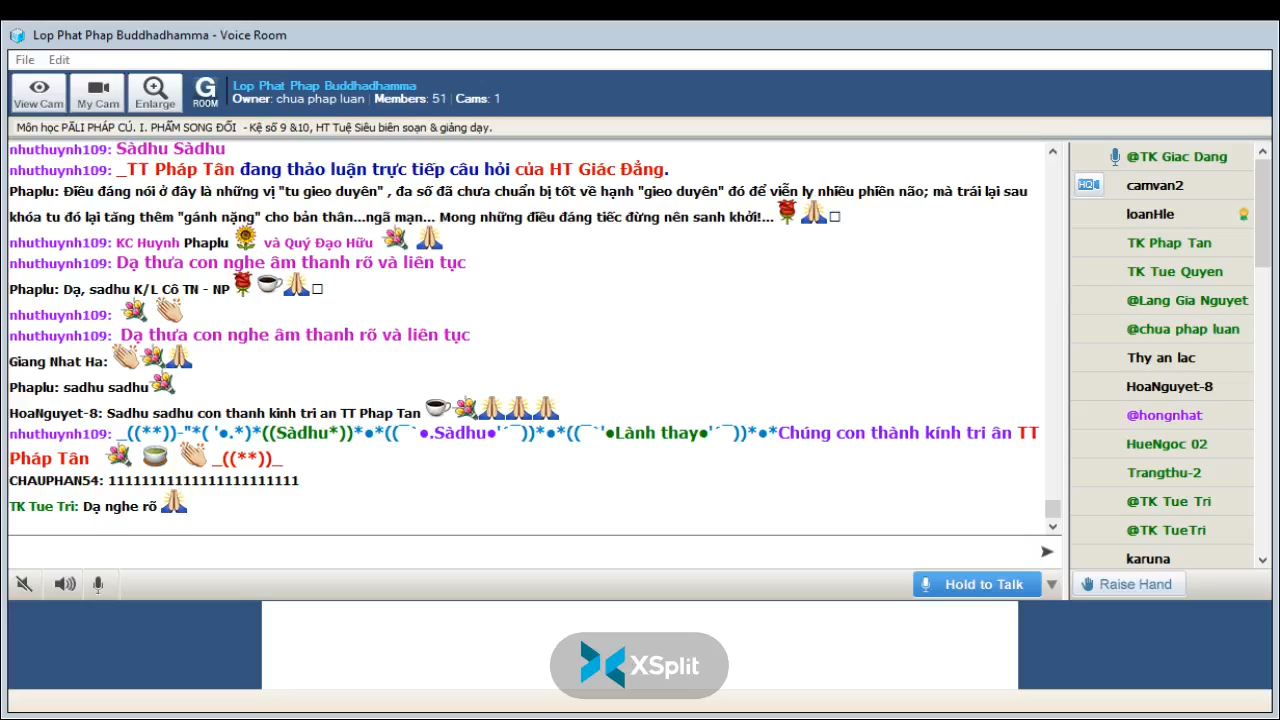 Lop Phat Phap Buddhadhamma - Voice Room
File Edit
View Cam
My Cam
Enlarge
G ROOM
Lop Phat Phap Buddhadhamma
Owner: chua phap luan | Members: 51 | Cams: 1
Môn học PÃLI PHÁP CÚ. I. PHẨM SONG ĐỐI - Kệ số 9 &10, HT Tuệ Siêu biên soạn & giảng dạy.
nhuthuynh109: Sàdhu Sàdhu
nhuthuynh109: _TT Pháp Tân đang thảo luận trực tiếp câu hỏi của HT Giác Đẳng.
Phaplu: Điều đáng nói ở đây là những vị "tu gieo duyên" , đa số đã chưa chuẩn bị tốt về hạnh "gieo duyên" đó để viễn ly nhiều phiền não; mà trái lại sau
khóa tu đó lại tăng thêm "gánh nặng" cho bản thân...ngã mạn... Mong những điều đáng tiếc đừng nên sanh khởi!... 🌹🙏□
nhuthuynh109: KC Huynh Phaplu 🌻 và Quý Đạo Hữu 💐 🙏
nhuthuynh109: Dạ thưa con nghe âm thanh rõ và liên tục
Phaplu: Dạ, sadhu K/L Cô TN - NP 🌹☕🙏□
nhuthuynh109: 💐 👏
nhuthuynh109: Dạ thưa con nghe âm thanh rõ và liên tục
Giang Nhat Ha: 👏💐🙏
Phaplu: sadhu sadhu💐
HoaNguyet-8: Sadhu sadhu con thanh kinh tri an TT Phap Tan ☕💐🙏🙏🙏
nhuthuynh109: _((**))-"*( '●.*)*((Sàdhu*))*●*((¯`●.Sàdhu●'´¯))*●*((¯`'●Lành thay●'´¯))*●*Chúng con thành kính tri ân TT
Pháp Tân 💐 🍵 👏 _((**))_
CHAUPHAN54: 11111111111111111111111
TK Tue Tri: Dạ nghe rõ 🙏
Hold to Talk
@TK Giac Dang
HQ camvan2
loanHle
TK Phap Tan
TK Tue Quyen
@Lang Gia Nguyet
@chua phap luan
Thy an lac
HoaNguyet-8
@hongnhat
HueNgoc 02
Trangthu-2
@TK Tue Tri
@TK TueTri
karuna
Raise Hand
XSplit